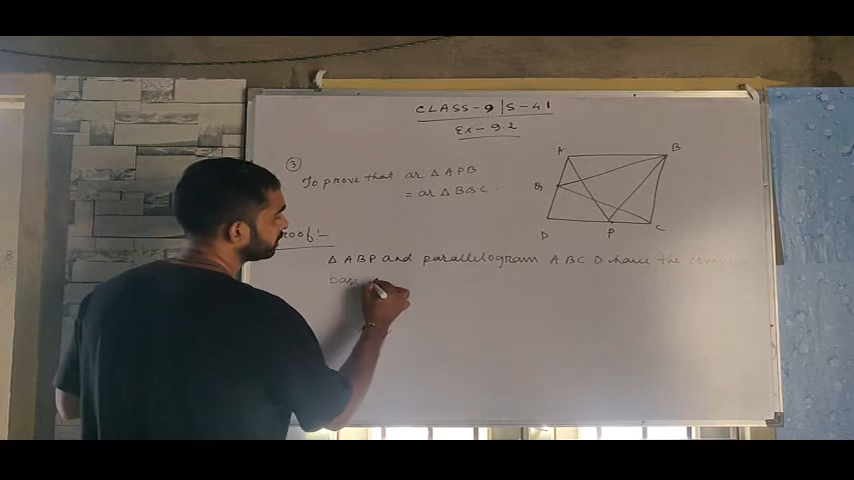 CLASS-9 | S-41
Ex-9.2
③
To prove that ar △ APB
= ar △ BQC.
A
B
Q
D
P
C
Proof:-
△ ABP and parallelogram ABCD have the common
base